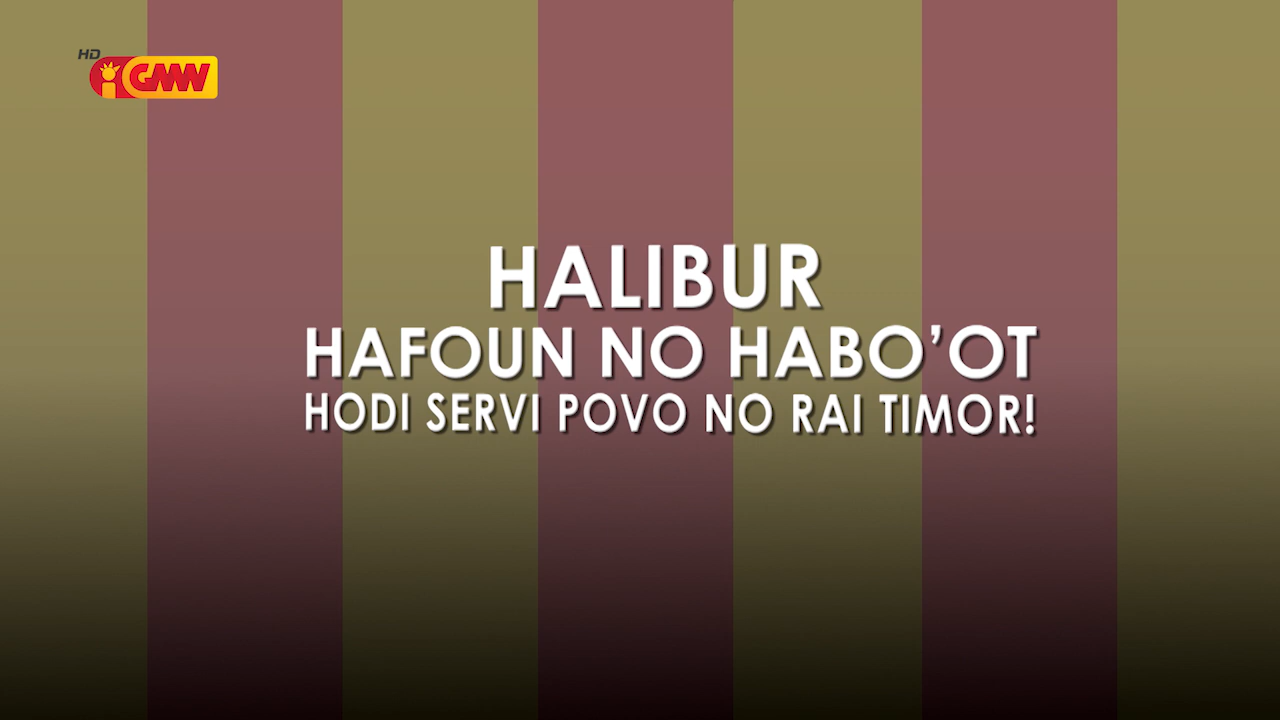 HD
GMN
HALIBUR
HAFOUN NO HABO’OT
HODI SERVI POVO NO RAI TIMOR!